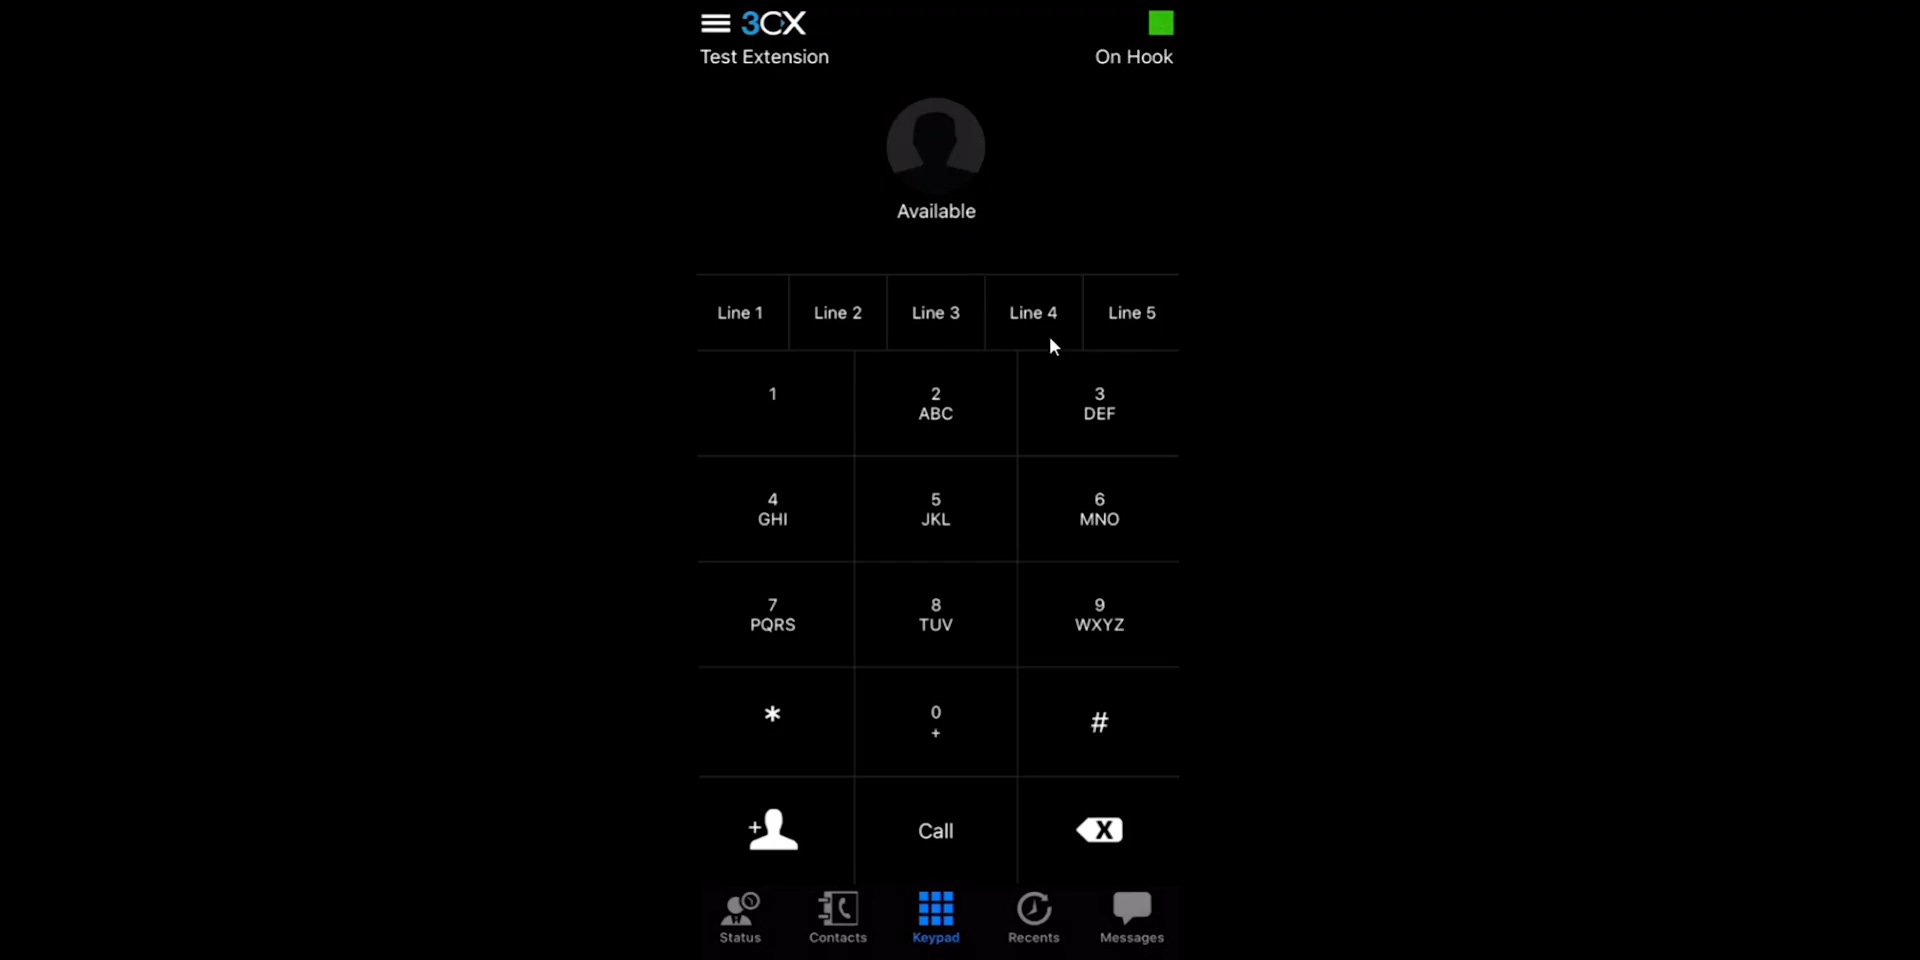 3CX
Test Extension On Hook
Available
Line 1 Line 2 Line 3 Line 4 Line 5
1 2 3
ABC DEF
4 5 6
GHI JKL MNO
7 8 9
PQRS TUV WXYZ
* 0 #
+
+ Call X
Status Contacts Keypad Recents Messages